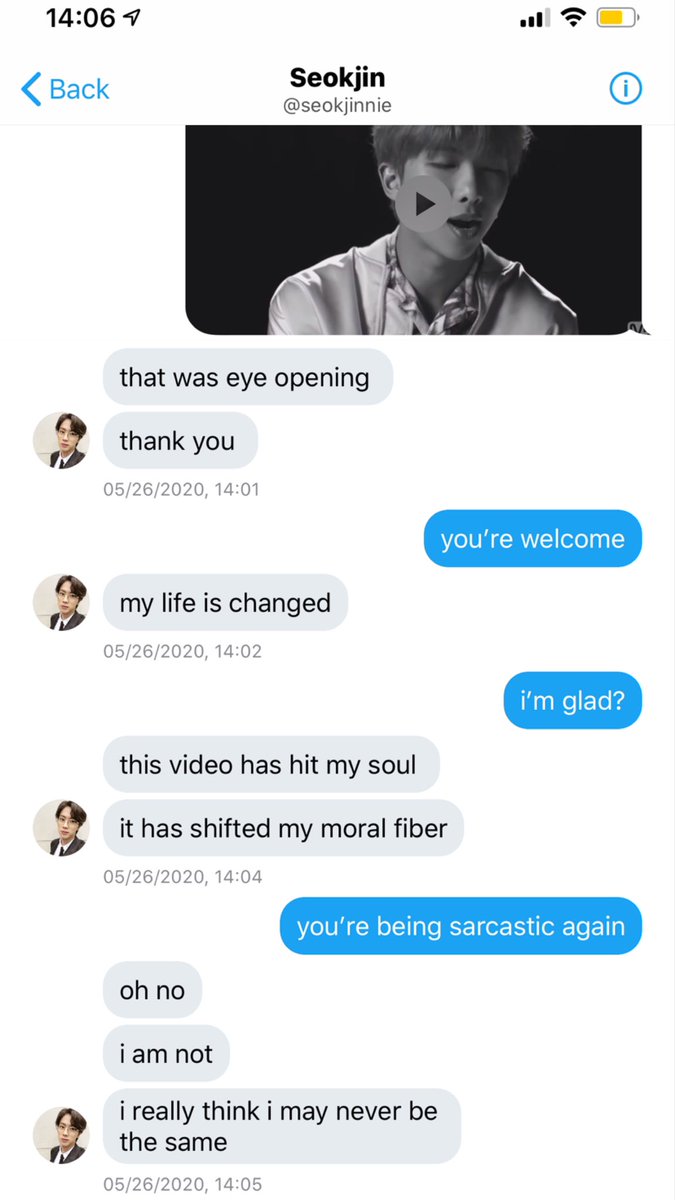 14:06
Back
Seokjin
@seokjinnie
that was eye opening
thank you
05/26/2020, 14:01
you’re welcome
my life is changed
05/26/2020, 14:02
i’m glad?
this video has hit my soul
it has shifted my moral fiber
05/26/2020, 14:04
you’re being sarcastic again
oh no
i am not
i really think i may never be
the same
05/26/2020, 14:05